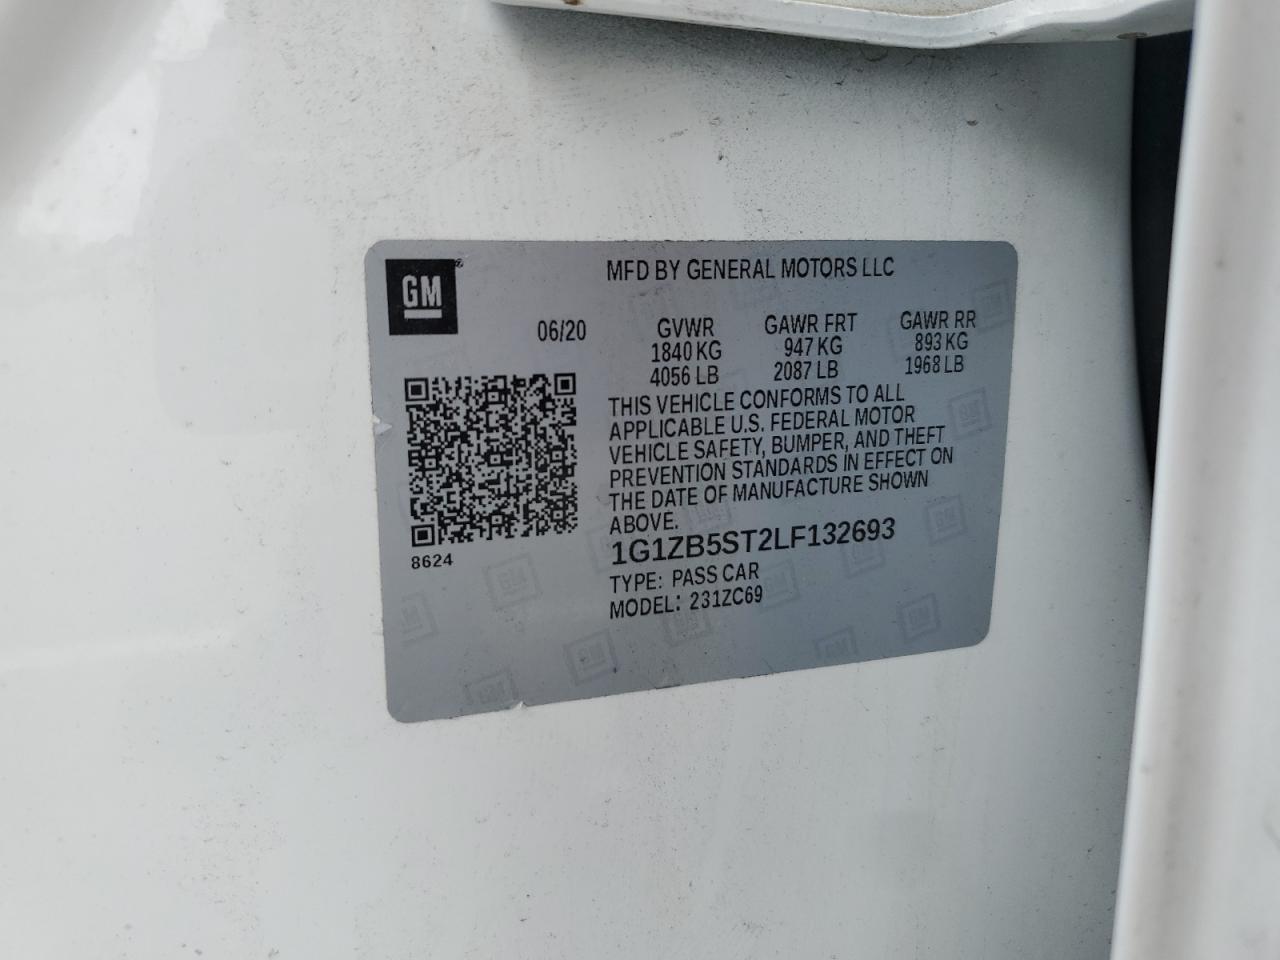 GM®
MFD BY GENERAL MOTORS LLC
06/20
GVWR GAWR FRT GAWR RR
1840 KG 947 KG 893 KG
4056 LB 2087 LB 1968 LB
THIS VEHICLE CONFORMS TO ALL
APPLICABLE U.S. FEDERAL MOTOR
VEHICLE SAFETY, BUMPER, AND THEFT
PREVENTION STANDARDS IN EFFECT ON
THE DATE OF MANUFACTURE SHOWN
ABOVE.
8624
1G1ZB5ST2LF132693
TYPE: PASS CAR
MODEL: 231ZC69